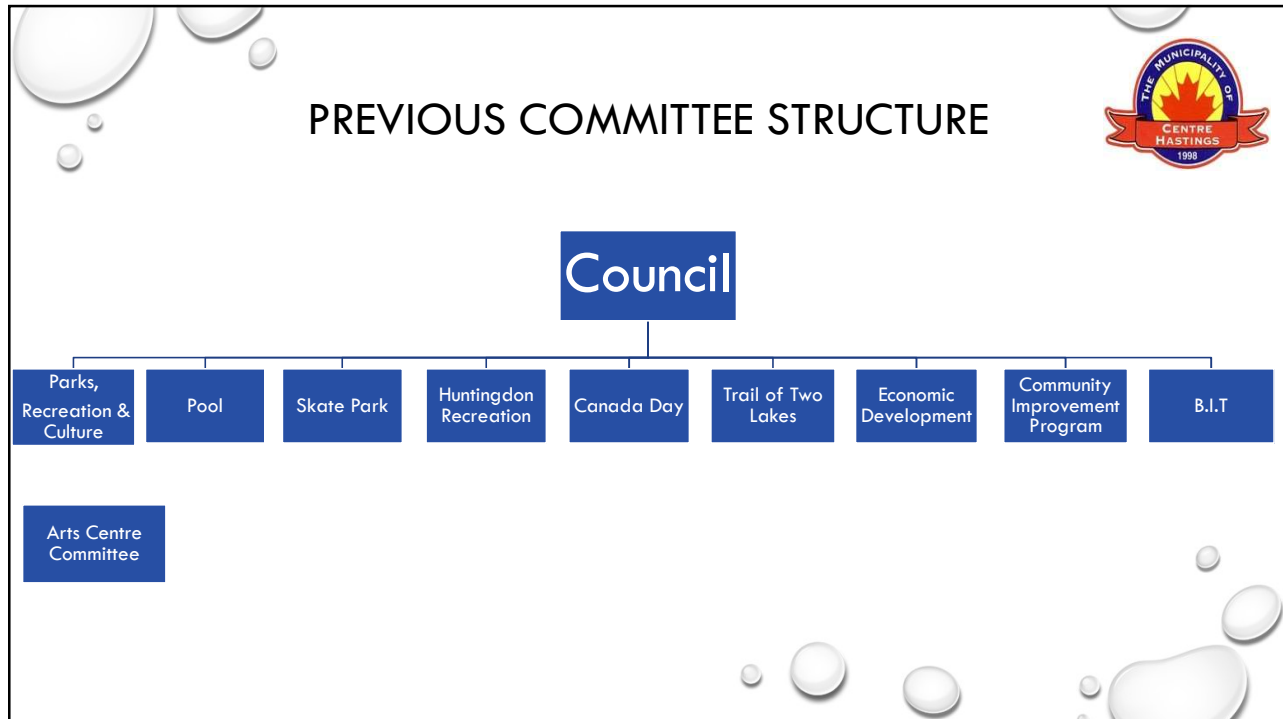 PREVIOUS COMMITTEE STRUCTURE
THE MUNICIPALITY OF
CENTRE
HASTINGS
1998
Council
Parks,
Recreation &
Culture
Pool
Skate Park
Huntingdon
Recreation
Canada Day
Trail of Two
Lakes
Economic
Development
Community
Improvement
Program
B.I.T
Arts Centre
Committee